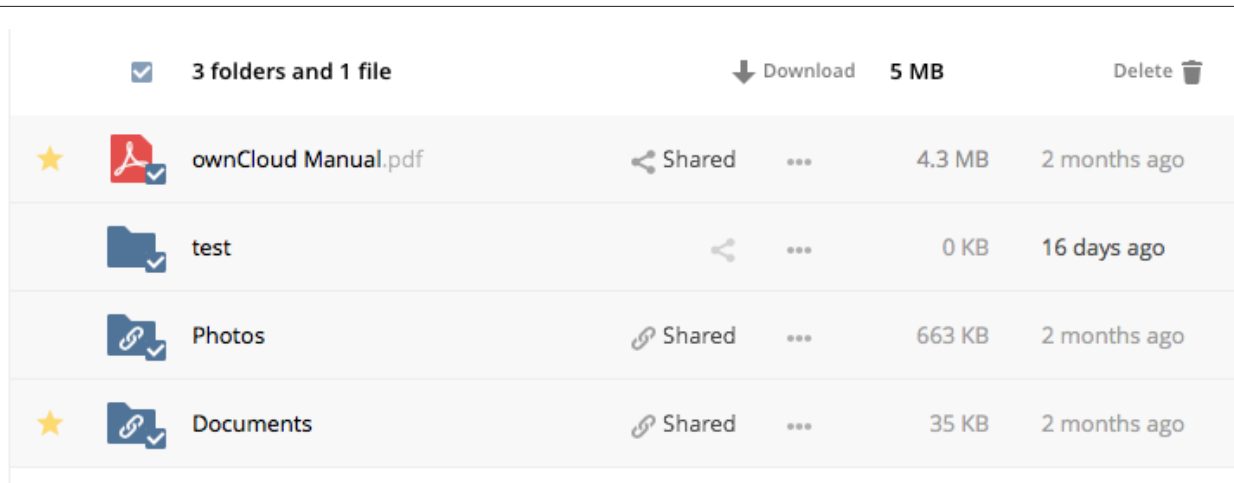 3 folders and 1 file Download 5 MB Delete
ownCloud Manual.pdf Shared ... 4.3 MB 2 months ago
test ... 0 KB 16 days ago
Photos Shared ... 663 KB 2 months ago
Documents Shared ... 35 KB 2 months ago